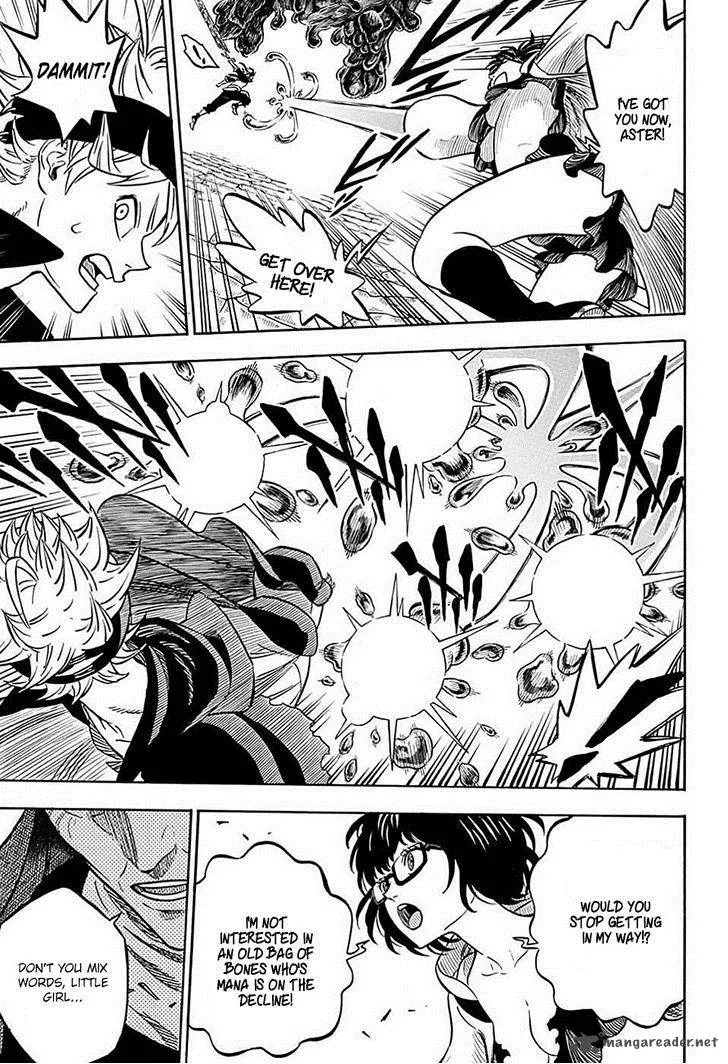 I'VE GOT
YOU NOW,
ASTER!
GET OVER
HERE!
DAMMIT!
WOULD YOU
STOP GETTING
IN MY WAY!?
I'M NOT
INTERESTED IN
AN OLD BAG OF
BONES WHO'S
MANA IS ON THE
DECLINE!
DON'T YOU MIX
WORDS, LITTLE
GIRL...
mangareader.net